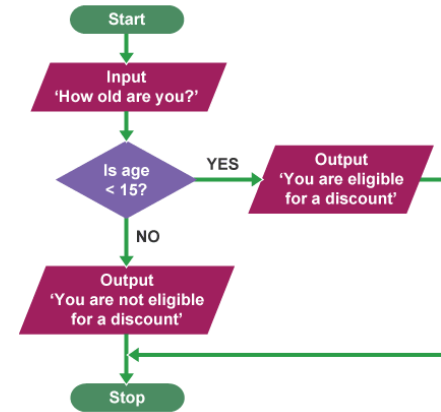 Start
Input
‘How old are you?’
Is age
< 15?
YES
Output
‘You are eligible
for a discount’
NO
Output
‘You are not eligible
for a discount’
Stop